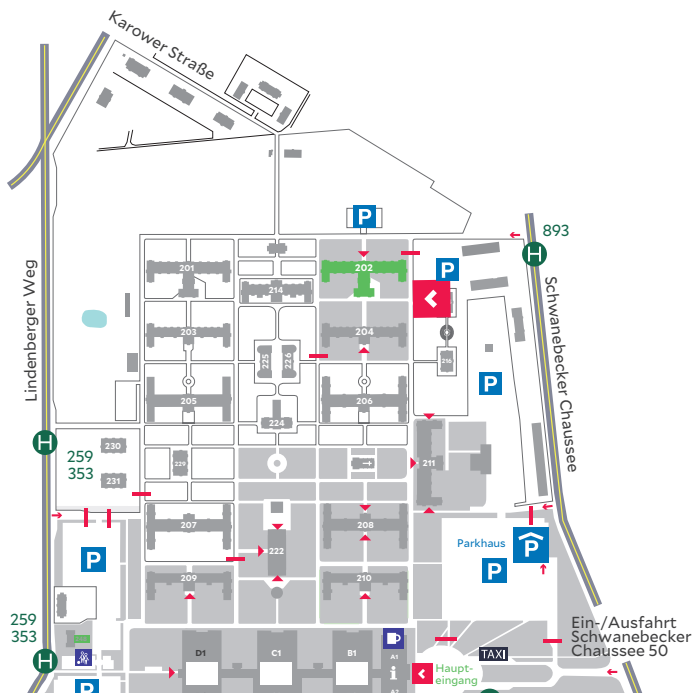 Karower Straße
P
893
H
201
202
P
214
Lindenberger Weg
Schwanebecker Chaussee
203
204
225
226
216
P
205
206
224
H
259
353
230
231
229
211
207
208
222
Parkhaus
P
P
P
209
210
259
353
H
Ein-/Ausfahrt
Schwanebecker
Chaussee 50
D1
C1
B1
A1
i
TAXI
Haupt-
eingang
P